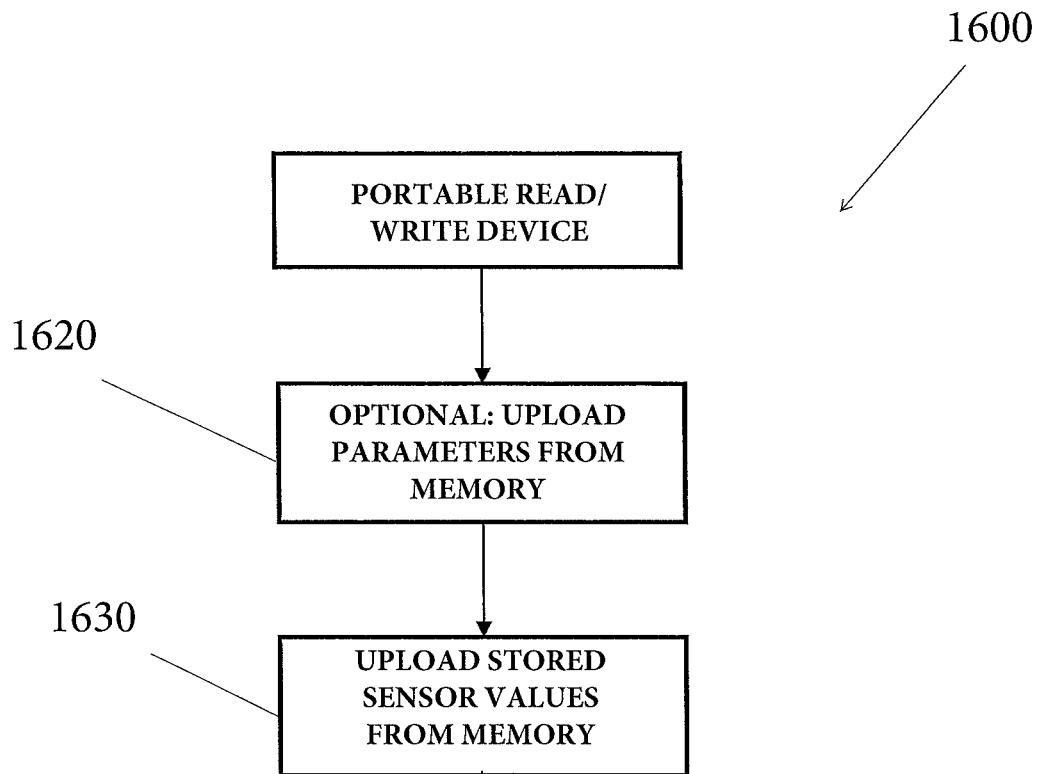 1600
PORTABLE READ/
WRITE DEVICE
1620
OPTIONAL: UPLOAD
PARAMETERS FROM
MEMORY
1630
UPLOAD STORED
SENSOR VALUES
FROM MEMORY